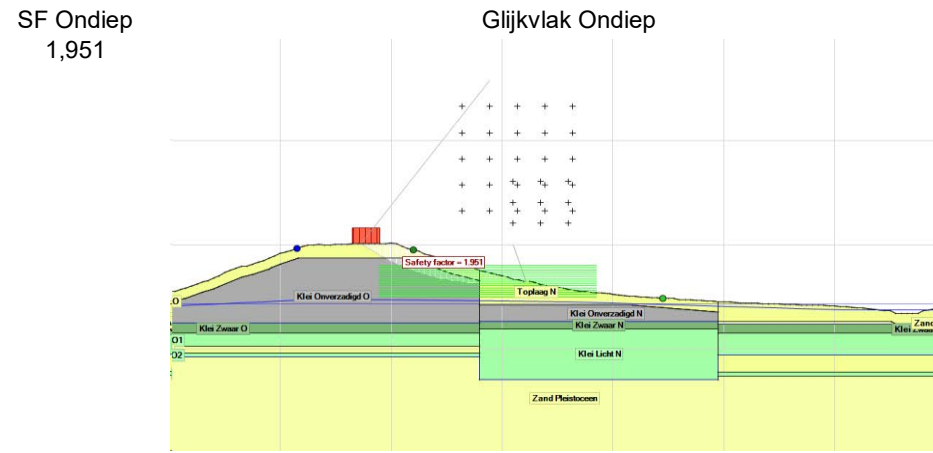 SF Ondiep
1,951
Glijkvlak Ondiep
Safety factor = 1.951
Toplaag N
Klei Onverzadigd O
Klei Onverzadigd N
Klei Zwaar O
Klei Zwaar N
Zand
O1
O2
Klei Licht N
Zand Pleistoceen